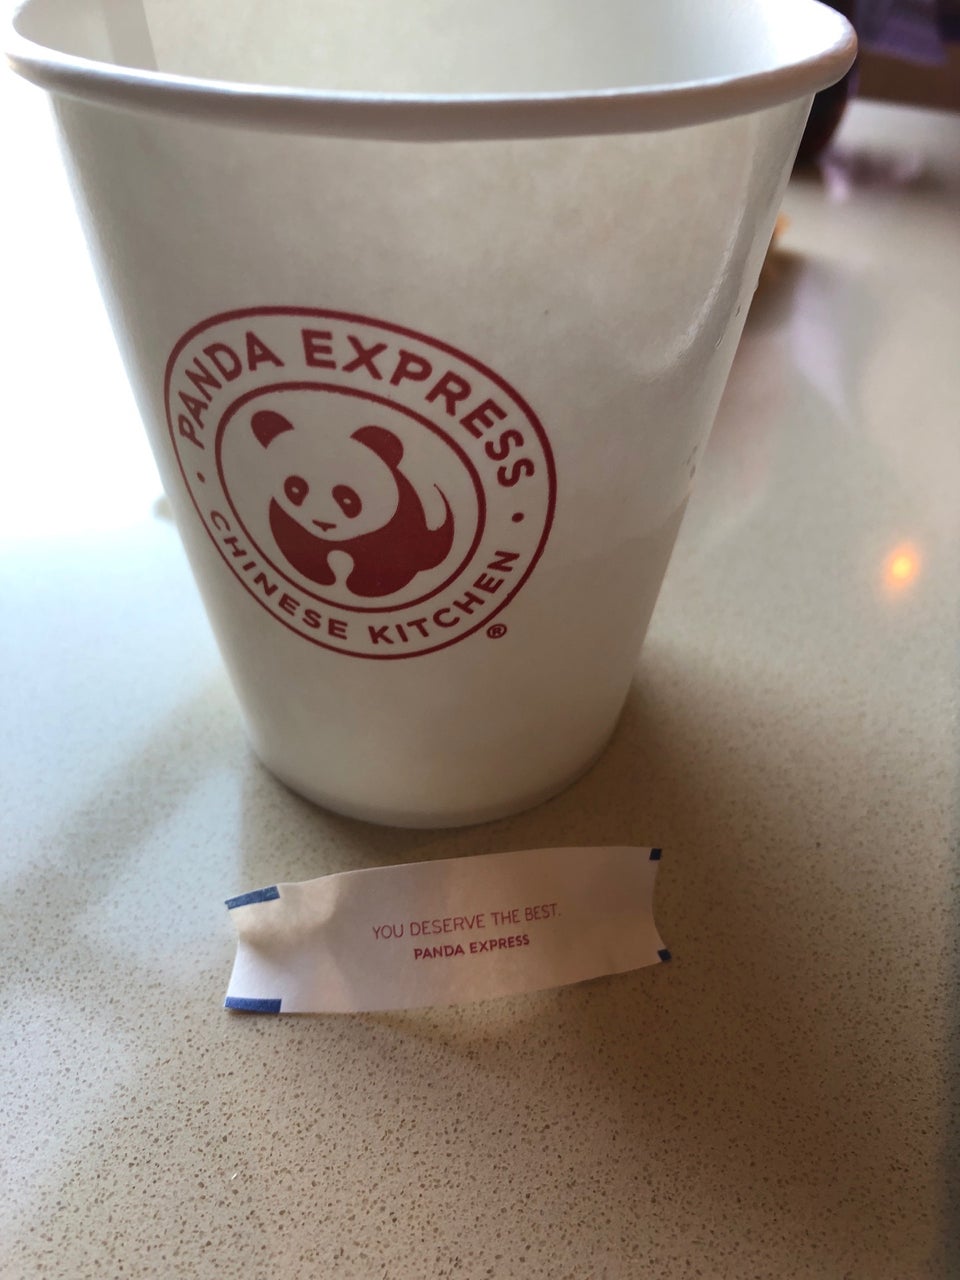 PANDA EXPRESS
CHINESE KITCHEN
®
YOU DESERVE THE BEST.
PANDA EXPRESS